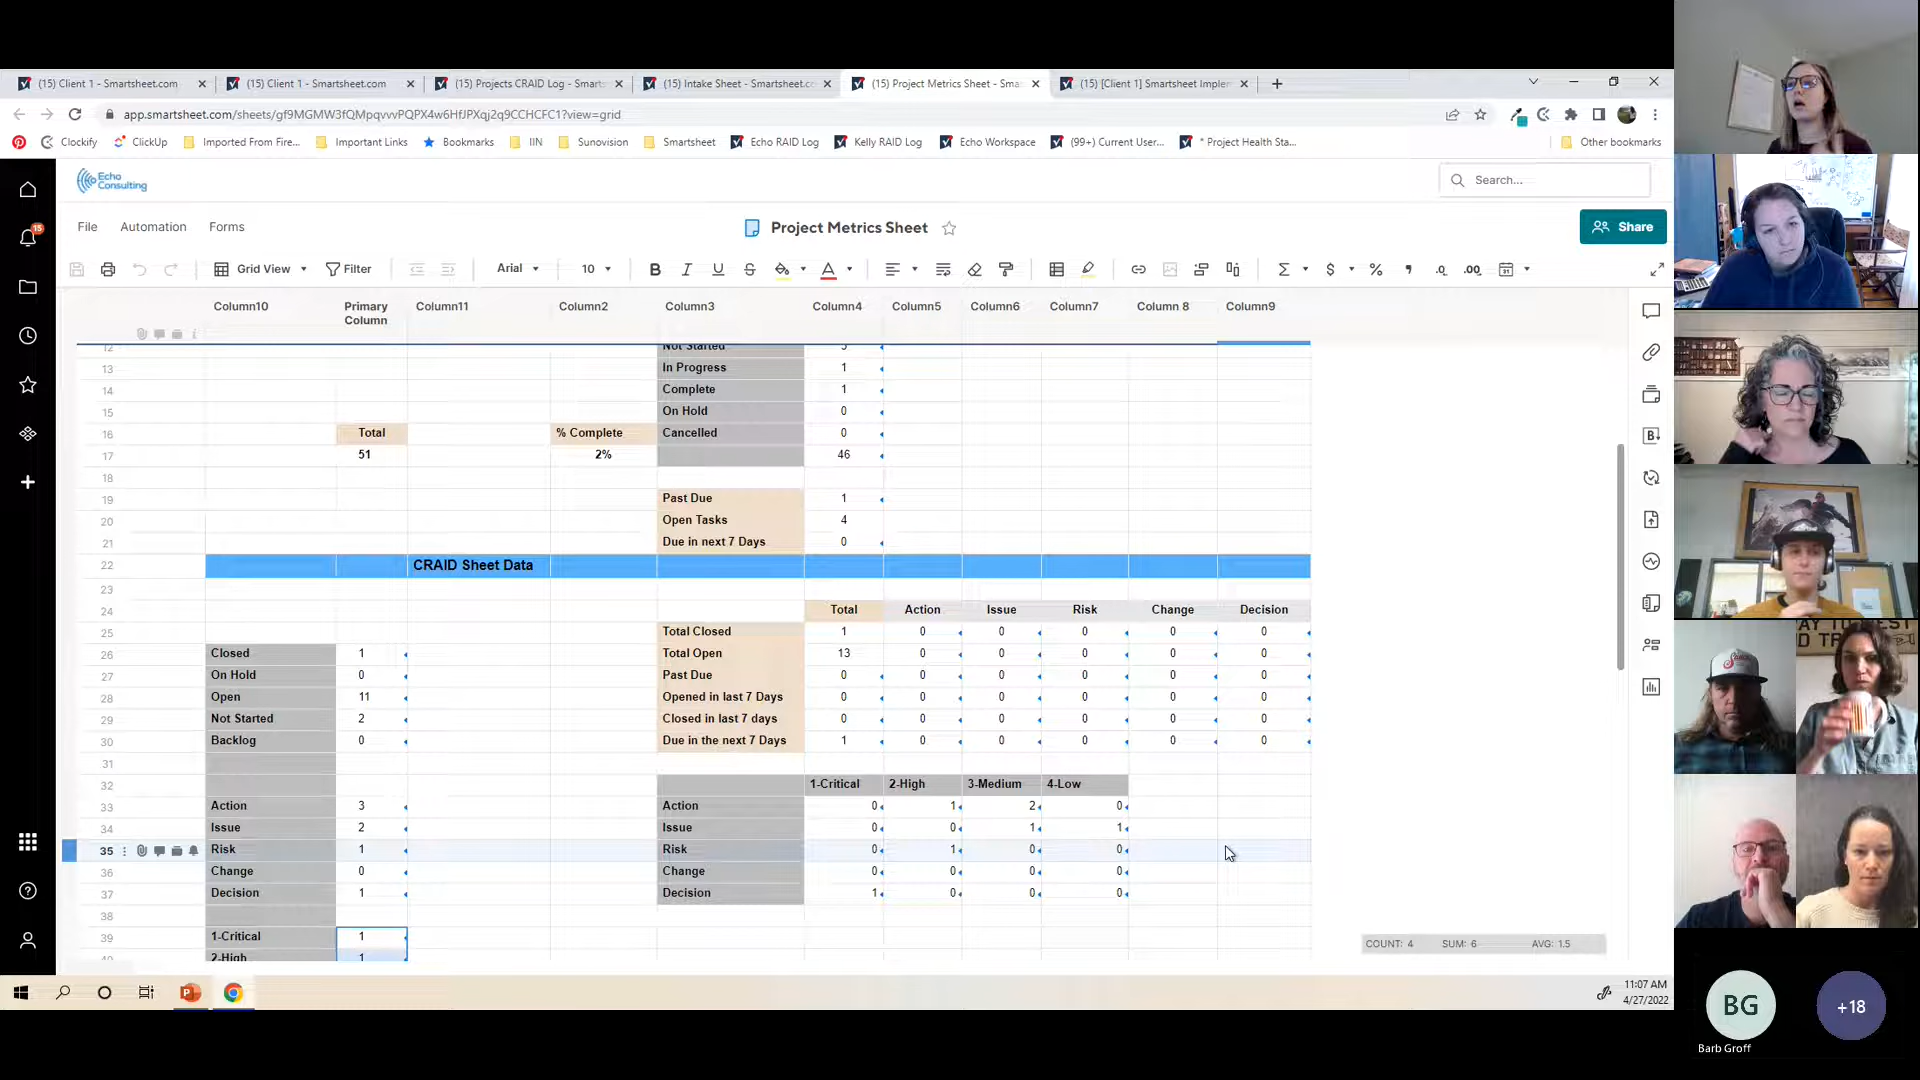 (15) Client 1 - Smartsheet.com
(15) Client 1 - Smartsheet.com
(15) Projects CRAID Log - Smarts
(15) Intake Sheet - Smartsheet.co
(15) Project Metrics Sheet - Sma
(15) [Client 1] Smartsheet Impler
app.smartsheet.com/sheets/gf9MGMW3fQMpqvvvPQPX4w6HfJPXqj2q9CCHCFC1?view=grid
Clockify ClickUp Imported From Fire... Important Links Bookmarks IIN Sunovision Smartsheet Echo RAID Log Kelly RAID Log Echo Workspace (99+) Current User... * Project Health Sta... Other bookmarks
Echo
Consulting
Search...
15
File Automation Forms
Project Metrics Sheet
Share
Grid View Filter Arial 10 B I U S A Σ $ % .0 .00
Column10 Primary Column Column11 Column2 Column3 Column4 Column5 Column6 Column7 Column 8 Column9
12 Not Started 3
13 In Progress 1
14 Complete 1
15 On Hold 0
16 Total % Complete Cancelled 0
17 51 2% 46
18
19 Past Due 1
20 Open Tasks 4
21 Due in next 7 Days 0
22 CRAID Sheet Data
23
24 Total Action Issue Risk Change Decision
25 Total Closed 1 0 0 0 0 0
26 Closed 1 Total Open 13 0 0 0 0 0
27 On Hold 0 Past Due 0 0 0 0 0 0
28 Open 11 Opened in last 7 Days 0 0 0 0 0 0
29 Not Started 2 Closed in last 7 days 0 0 0 0 0 0
30 Backlog 0 Due in the next 7 Days 1 0 0 0 0 0
31
32 1-Critical 2-High 3-Medium 4-Low
33 Action 3 Action 0 1 2 0
34 Issue 2 Issue 0 0 1 1
35 Risk 1 Risk 0 1 0 0
36 Change 0 Change 0 0 0 0
37 Decision 1 Decision 1 0 0 0
38
39 1-Critical 1
40 2-High 1
COUNT: 4 SUM: 6 AVG: 1.5
11:07 AM
4/27/2022
BG
Barb Groff
+18